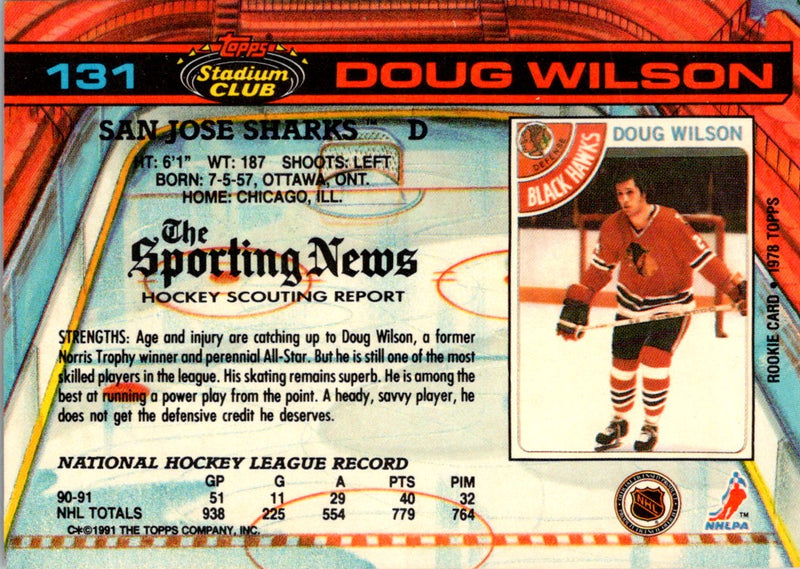 131
topps
Stadium
CLUB
DOUG WILSON
SAN JOSE SHARKS™ D
HT: 6'1" WT: 187 SHOOTS: LEFT
BORN: 7-5-57, OTTAWA, ONT.
HOME: CHICAGO, ILL.
The
Sporting News
HOCKEY SCOUTING REPORT
STRENGTHS: Age and injury are catching up to Doug Wilson, a former
Norris Trophy winner and perennial All-Star. But he is still one of the most
skilled players in the league. His skating remains superb. He is among the
best at running a power play from the point. A heady, savvy player, he
does not get the defensive credit he deserves.
NATIONAL HOCKEY LEAGUE RECORD
GP G A PTS PIM
90-91 51 11 29 40 32
NHL TOTALS 938 225 554 779 764
C*©1991 THE TOPPS COMPANY, INC.
DOUG WILSON
DEFENSE
BLACK HAWKS
ROOKIE CARD • 1978 TOPPS
NHL
NHLPA™